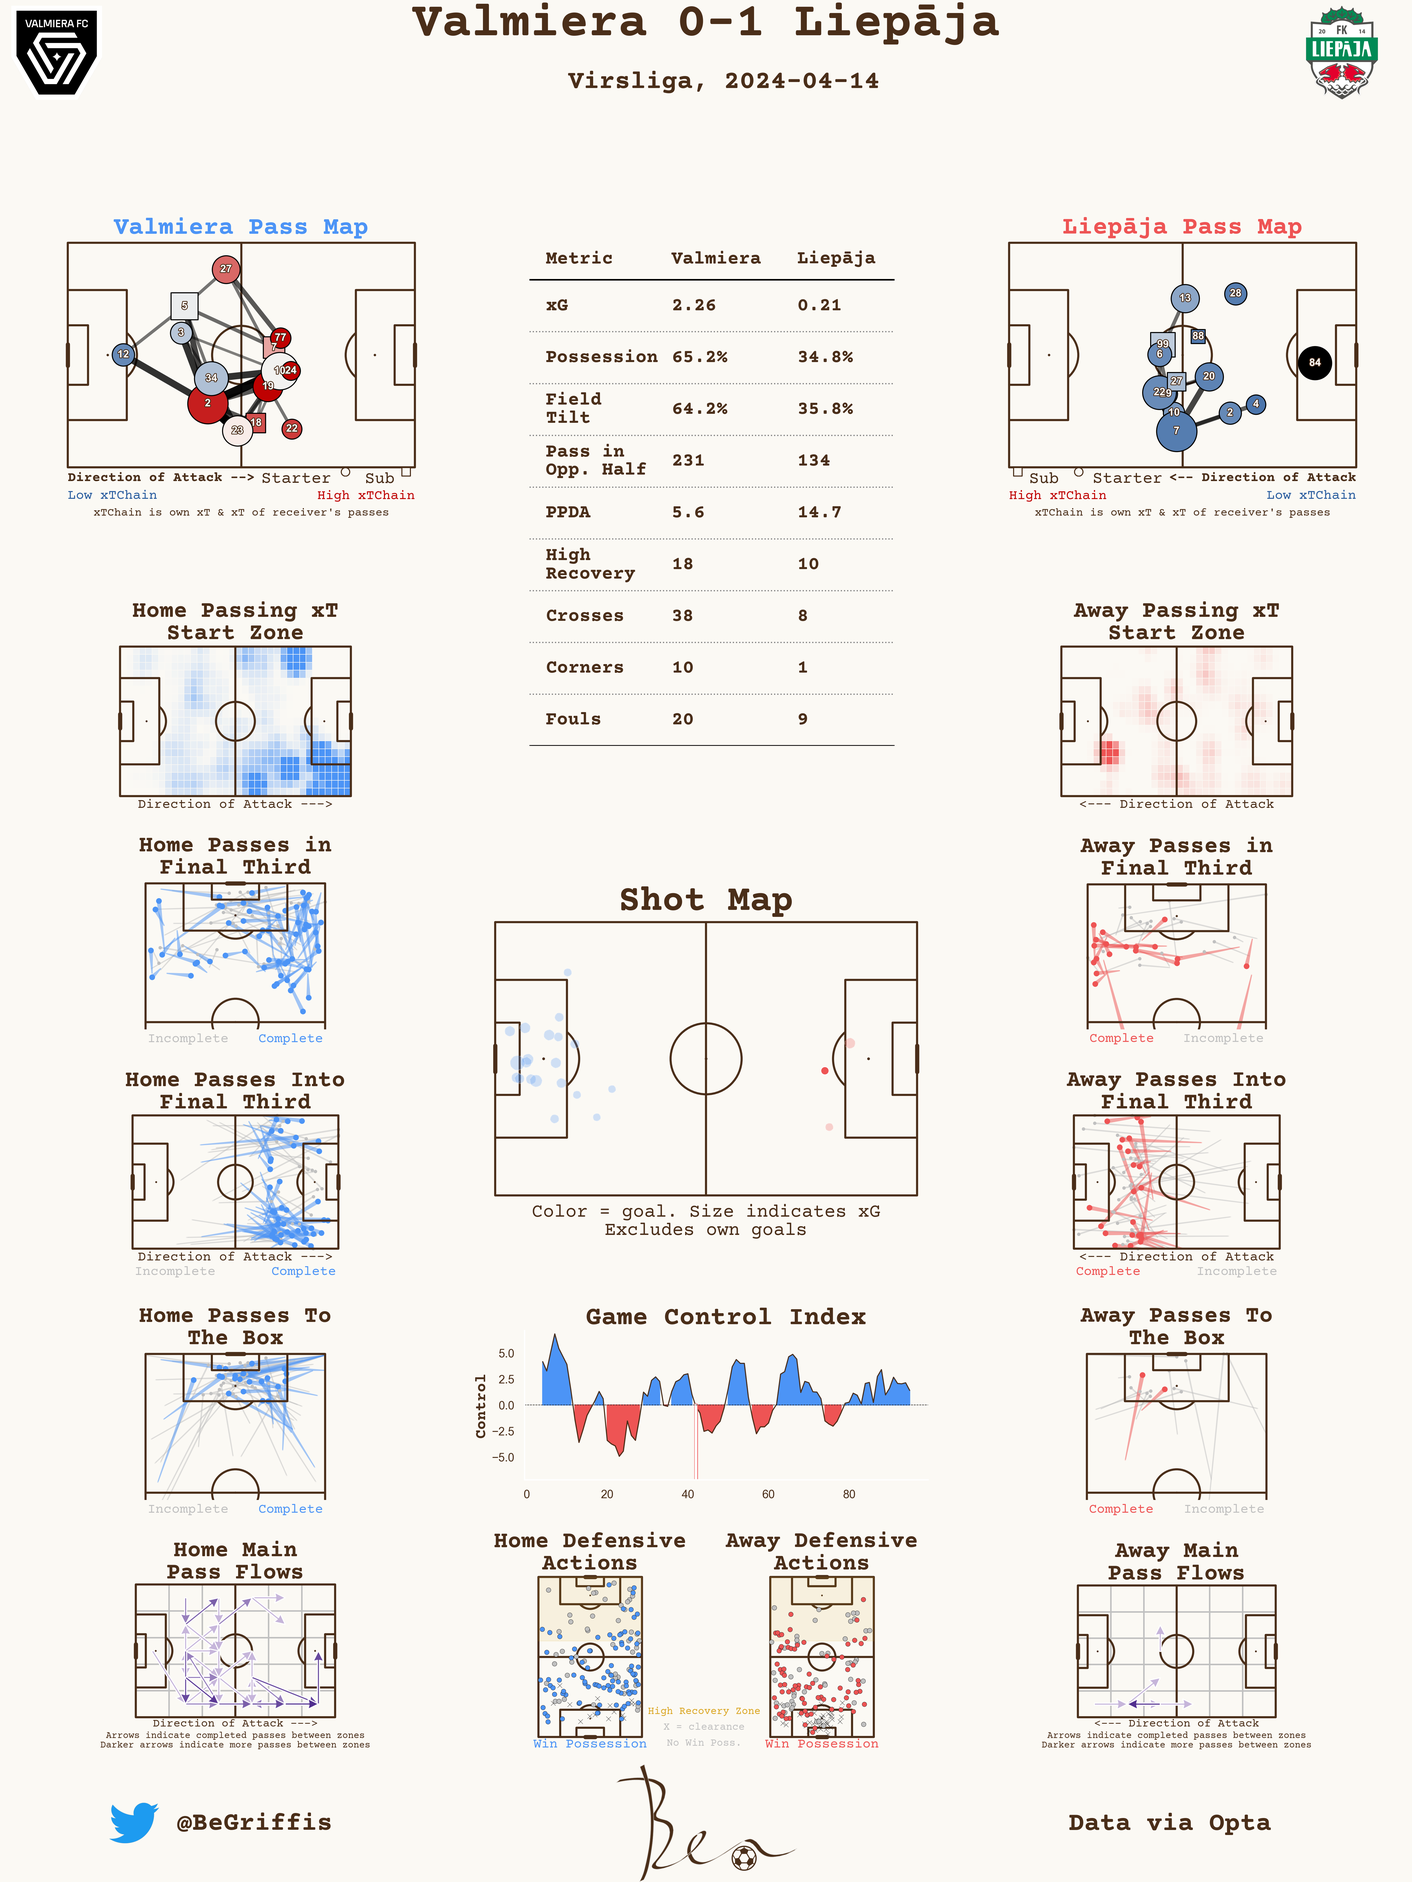 Valmiera 0-1 Liepāja
Virsliga, 2024-04-14
VALMIERA FC
20 FK 14
LIEPĀJA
Valmiera Pass Map
27
5
3
77
7
12
34
10
24
19
2
18
23
22
Direction of Attack --> Starter Sub
Low xTChain High xTChain
xTChain is own xT & xT of receiver's passes
Metric Valmiera Liepāja
xG 2.26 0.21
Possession 65.2% 34.8%
Field
Tilt 64.2% 35.8%
Pass in
Opp. Half 231 134
PPDA 5.6 14.7
High
Recovery 18 10
Crosses 38 8
Corners 10 1
Fouls 20 9
Liepāja Pass Map
28
13
88
99
6
84
27
20
229
10
2
4
7
Sub Starter <-- Direction of Attack
High xTChain Low xTChain
xTChain is own xT & xT of receiver's passes
Home Passing xT
Start Zone
Direction of Attack --->
Away Passing xT
Start Zone
<--- Direction of Attack
Home Passes in
Final Third
Incomplete Complete
Away Passes in
Final Third
Complete Incomplete
Shot Map
Color = goal. Size indicates xG
Excludes own goals
Home Passes Into
Final Third
Direction of Attack --->
Incomplete Complete
Away Passes Into
Final Third
<--- Direction of Attack
Complete Incomplete
Home Passes To
The Box
Incomplete Complete
Game Control Index
Control
5.0
2.5
0.0
−2.5
−5.0
0 20 40 60 80
Away Passes To
The Box
Complete Incomplete
Home Main
Pass Flows
Direction of Attack --->
Arrows indicate completed passes between zones
Darker arrows indicate more passes between zones
Home Defensive
Actions
Win Possession
High Recovery Zone
X = clearance
No Win Poss.
Away Defensive
Actions
Win Possession
Away Main
Pass Flows
<--- Direction of Attack
Arrows indicate completed passes between zones
Darker arrows indicate more passes between zones
@BeGriffis
Ben
Data via Opta